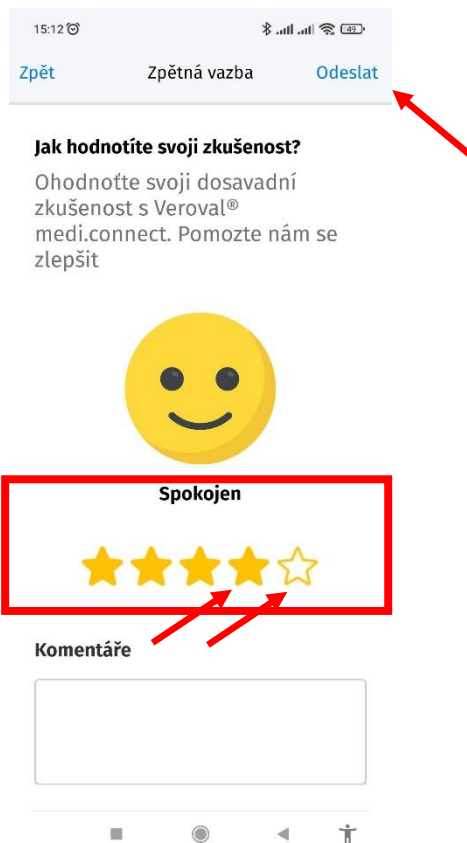 15:12
49
Zpět Zpětná vazba Odeslat
Jak hodnotíte svoji zkušenost?
Ohodnoťte svoji dosavadní
zkušenost s Veroval®
medi.connect. Pomozte nám se
zlepšit
Spokojen
Komentáře